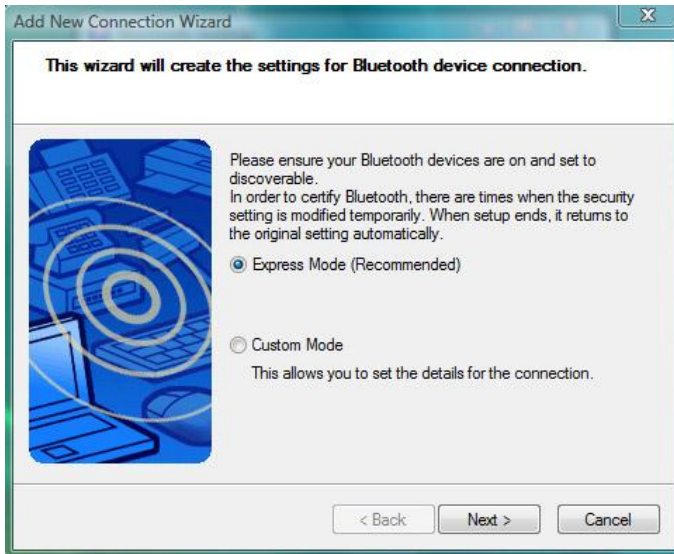 Add New Connection Wizard
This wizard will create the settings for Bluetooth device connection.
Please ensure your Bluetooth devices are on and set to
discoverable.
In order to certify Bluetooth, there are times when the security
setting is modified temporarily. When setup ends, it returns to
the original setting automatically.
Express Mode (Recommended)
Custom Mode
This allows you to set the details for the connection.
< Back Next > Cancel